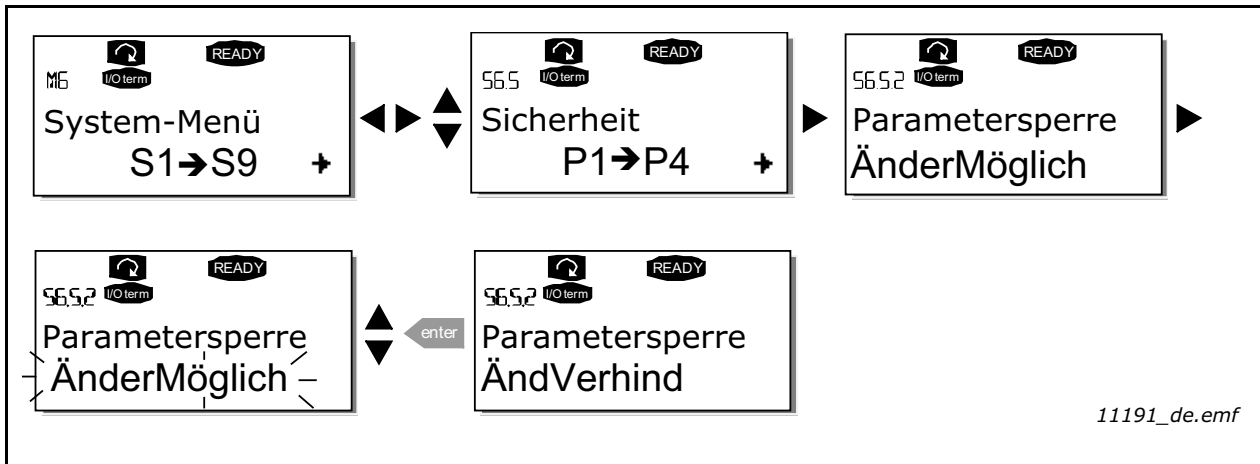 READY
M6 I/O term
System-Menü
S1➔S9
READY
S6.5 I/O term
Sicherheit
P1➔P4
READY
S6.5.2 I/O term
Parametersperre
ÄnderMöglich
READY
S6.5.2 I/O term
Parametersperre
ÄnderMöglich
enter
READY
S6.5.2 I/O term
Parametersperre
ÄndVerhind
11191_de.emf